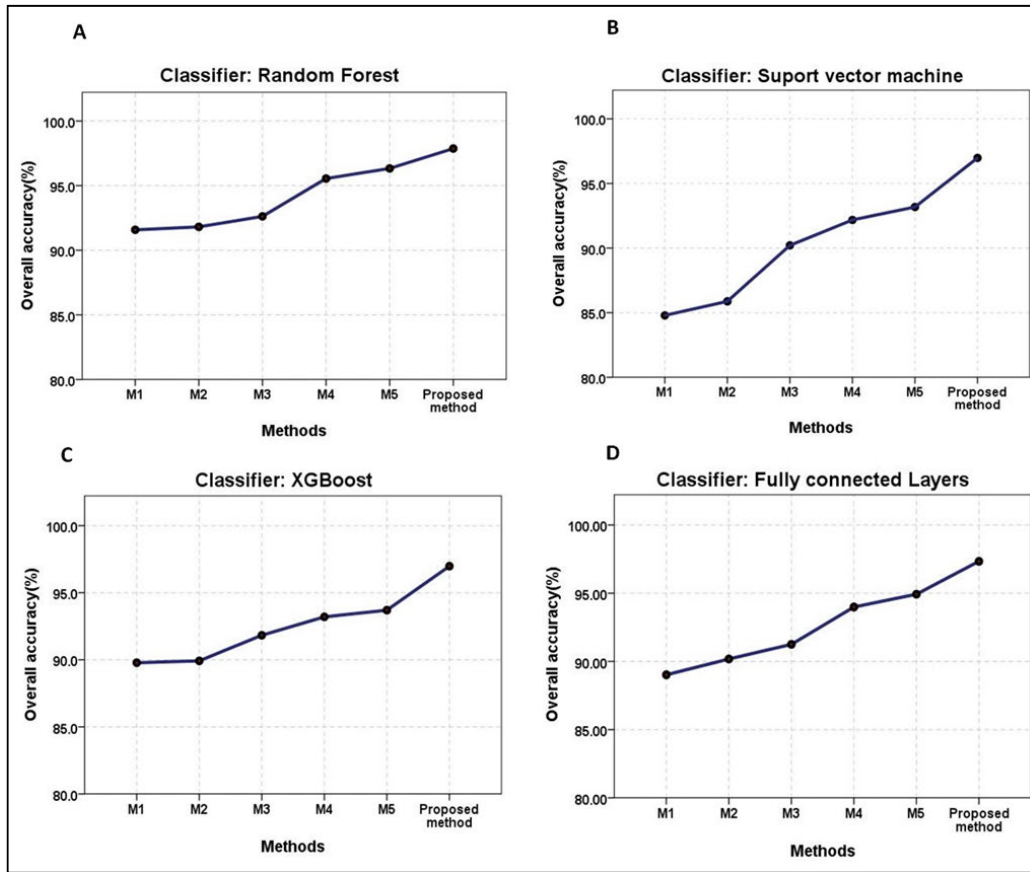 A
Classifier: Random Forest
Overall accuracy(%)
100.0
95.0
90.0
85.0
80.0
M1 M2 M3 M4 M5 Proposed
method
Methods
B
Classifier: Suport vector machine
Overall accuracy(%)
100.0
95.0
90.0
85.0
80.0
M1 M2 M3 M4 M5 Proposed
method
Methods
C
Classifier: XGBoost
Overall accuracy(%)
100.0
95.0
90.0
85.0
80.0
M1 M2 M3 M4 M5 Proposed
method
Methods
D
Classifier: Fully connected Layers
Overall accuracy(%)
100.00
95.00
90.00
85.00
80.00
M1 M2 M3 M4 M5 Proposed
method
Methods